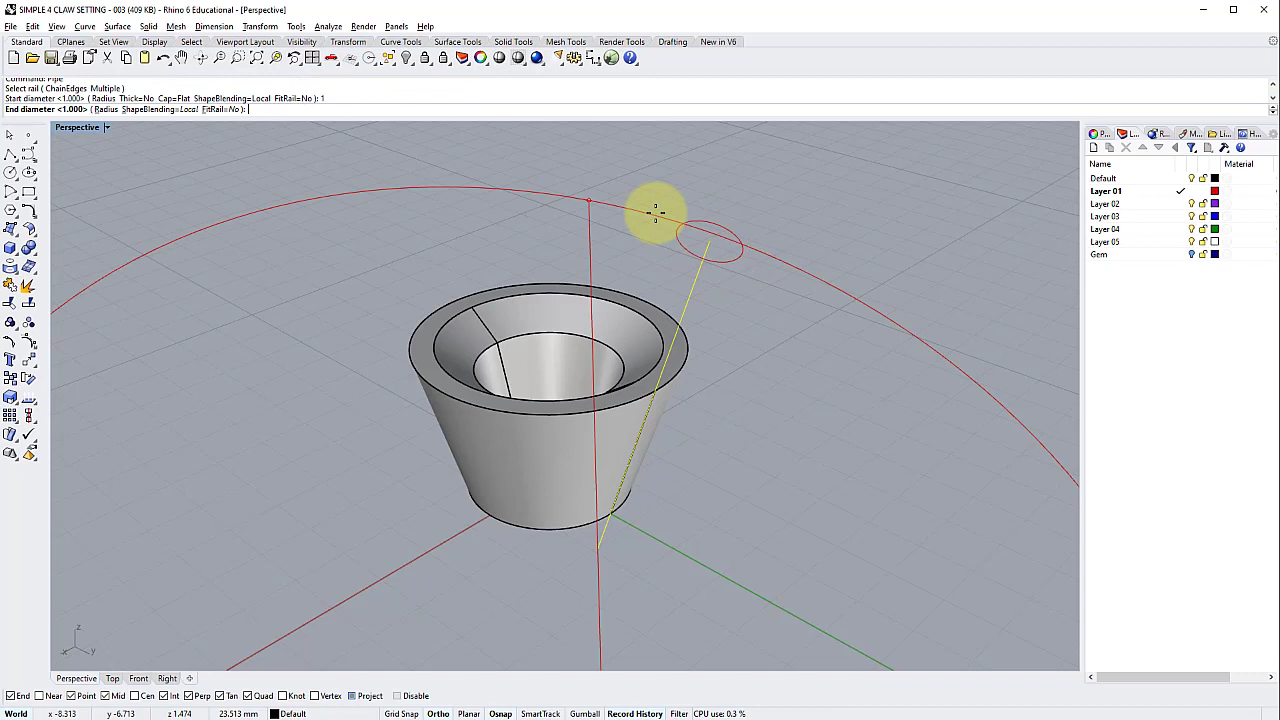 SIMPLE 4 CLAW SETTING - 003 (409 KB) - Rhino 6 Educational - [Perspective]
File Edit View Curve Surface Solid Mesh Dimension Transform Tools Analyze Render Panels Help
Standard CPlanes Set View Display Select Viewport Layout Visibility Transform Curve Tools Surface Tools Solid Tools Mesh Tools Render Tools Drafting New in V6
Command: Pipe
Select rail ( ChainEdges Multiple )
Start diameter <1.000> ( Radius Thick=No Cap=Flat ShapeBlending=Local FitRail=No ): 1
End diameter <1.000> ( Radius ShapeBlending=Local FitRail=No ):
Perspective
P... L... R... M... Li... H...
Name Material
Default
Layer 01
Layer 02
Layer 03
Layer 04
Layer 05
Gem
z
x y
Perspective Top Front Right
End Near Point Mid Cen Int Perp Tan Quad Knot Vertex Project Disable
World x -8.313 y -6.713 z 1.474 23.513 mm Default Grid Snap Ortho Planar Osnap SmartTrack Gumball Record History Filter CPU use: 0.3 %